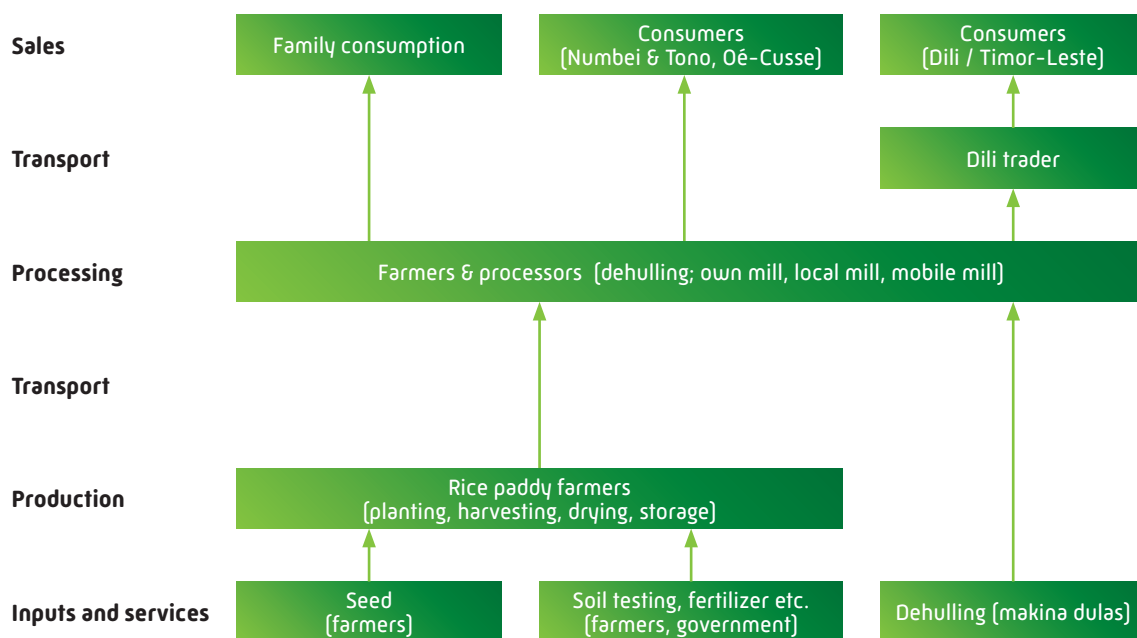 Sales
Family consumption
Consumers
(Numbei & Tono, Oé-Cusse)
Consumers
(Dili / Timor-Leste)
Transport
Dili trader
Processing
Farmers & processors (dehulling; own mill, local mill, mobile mill)
Transport
Production
Rice paddy farmers
(planting, harvesting, drying, storage)
Inputs and services
Seed
(farmers)
Soil testing, fertilizer etc.
(farmers, government)
Dehulling (makina dulas)